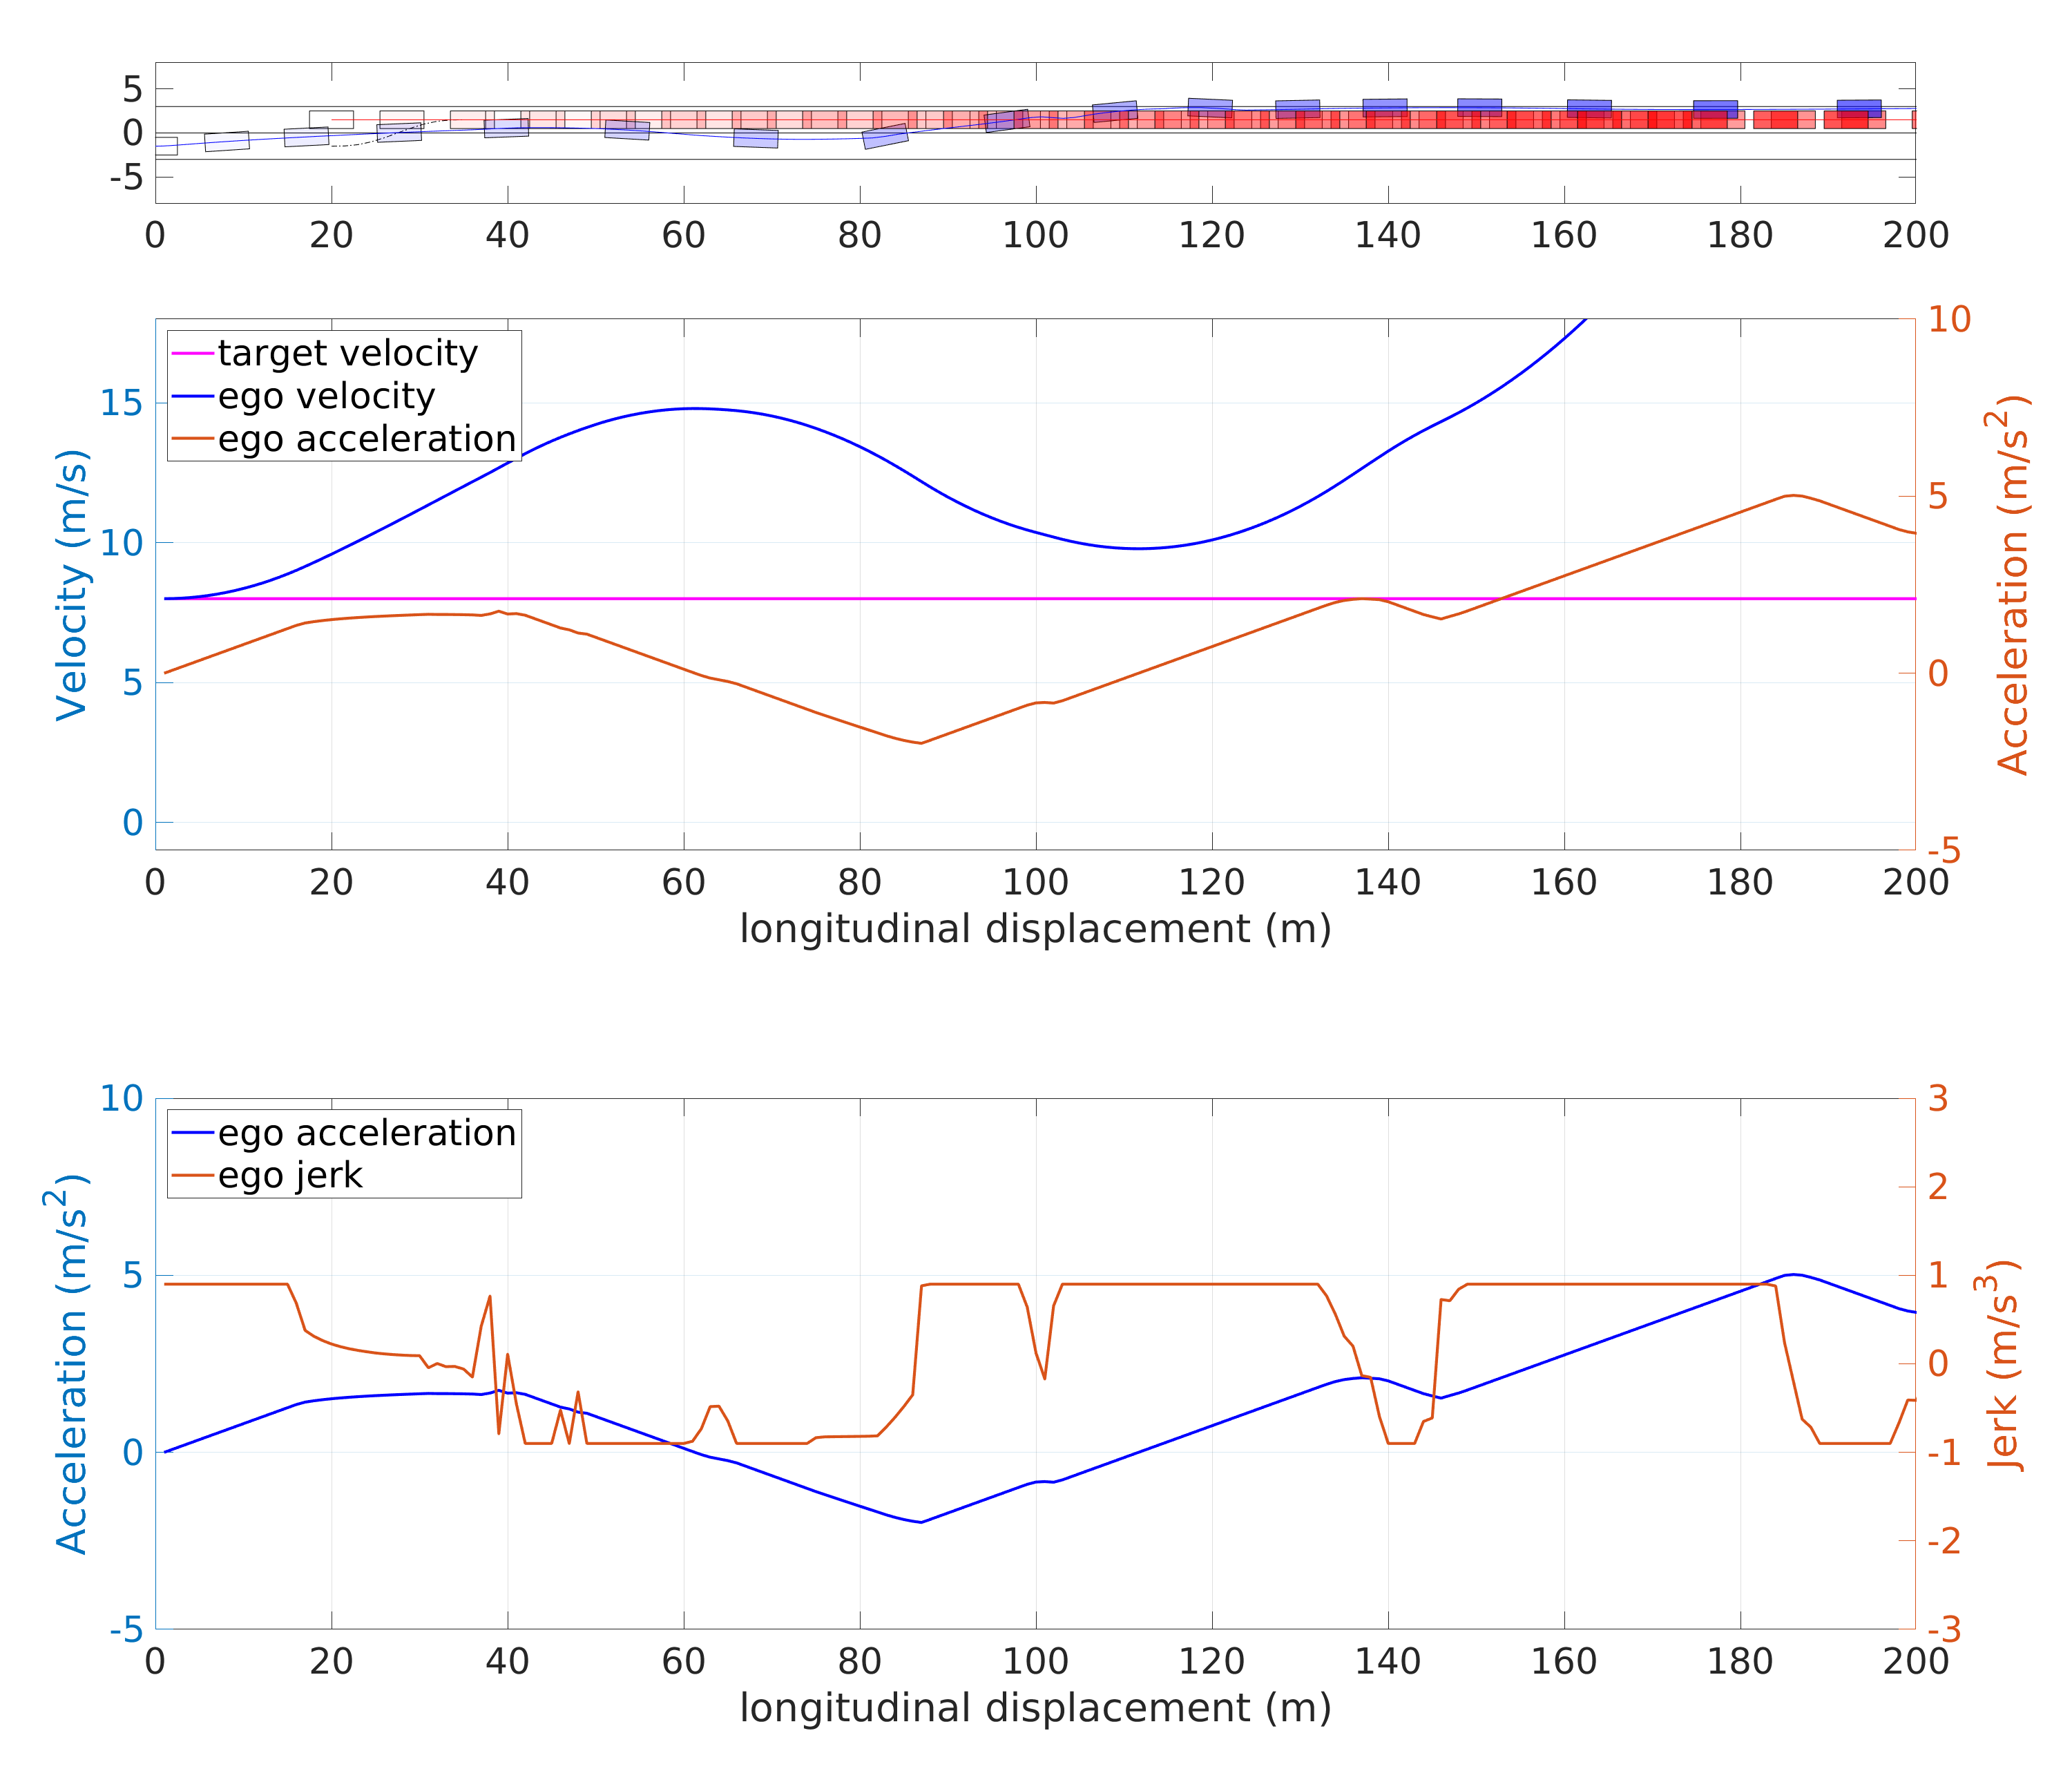 5
0
-5
0 20 40 60 80 100 120 140 160 180 200
target velocity
ego velocity
ego acceleration
Velocity (m/s)
15
10
5
0
Acceleration (m/s²)
10
5
0
-5
0 20 40 60 80 100 120 140 160 180 200
longitudinal displacement (m)
ego acceleration
ego jerk
Acceleration (m/s²)
10
5
0
-5
Jerk (m/s³)
3
2
1
0
-1
-2
-3
0 20 40 60 80 100 120 140 160 180 200
longitudinal displacement (m)